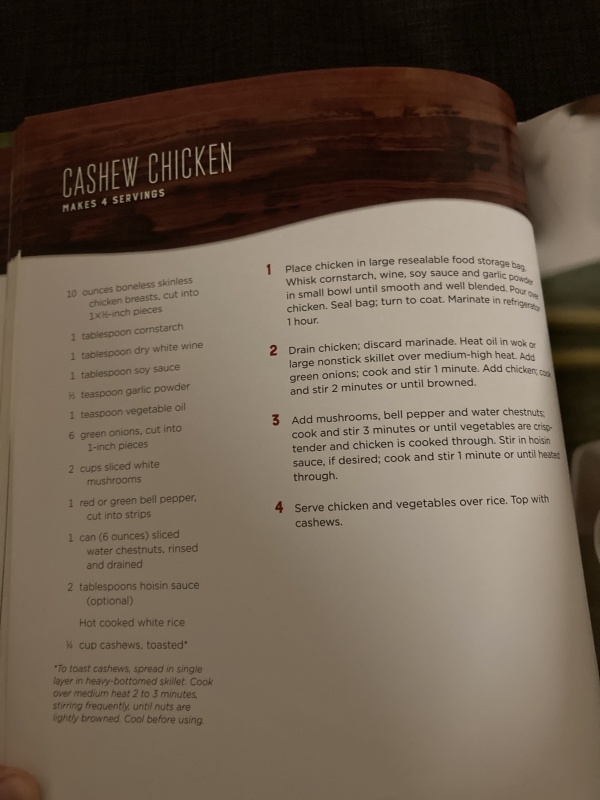 CASHEW CHICKEN
MAKES 4 SERVINGS
10 ounces boneless skinless
chicken breasts, cut into
1×½-inch pieces
1 tablespoon cornstarch
1 tablespoon dry white wine
1 tablespoon soy sauce
½ teaspoon garlic powder
1 teaspoon vegetable oil
6 green onions, cut into
1-inch pieces
2 cups sliced white
mushrooms
1 red or green bell pepper,
cut into strips
1 can (6 ounces) sliced
water chestnuts, rinsed
and drained
2 tablespoons hoisin sauce
(optional)
Hot cooked white rice
¼ cup cashews, toasted*
*To toast cashews, spread in single
layer in heavy-bottomed skillet. Cook
over medium heat 2 to 3 minutes,
stirring frequently, until nuts are
lightly browned. Cool before using.
1 Place chicken in large resealable food storage bag.
Whisk cornstarch, wine, soy sauce and garlic powder
in small bowl until smooth and well blended. Pour over
chicken. Seal bag; turn to coat. Marinate in refrigerator
1 hour.
2 Drain chicken; discard marinade. Heat oil in wok or
large nonstick skillet over medium-high heat. Add
green onions; cook and stir 1 minute. Add chicken; cook
and stir 2 minutes or until browned.
3 Add mushrooms, bell pepper and water chestnuts;
cook and stir 3 minutes or until vegetables are crisp-
tender and chicken is cooked through. Stir in hoisin
sauce, if desired; cook and stir 1 minute or until heated
through.
4 Serve chicken and vegetables over rice. Top with
cashews.